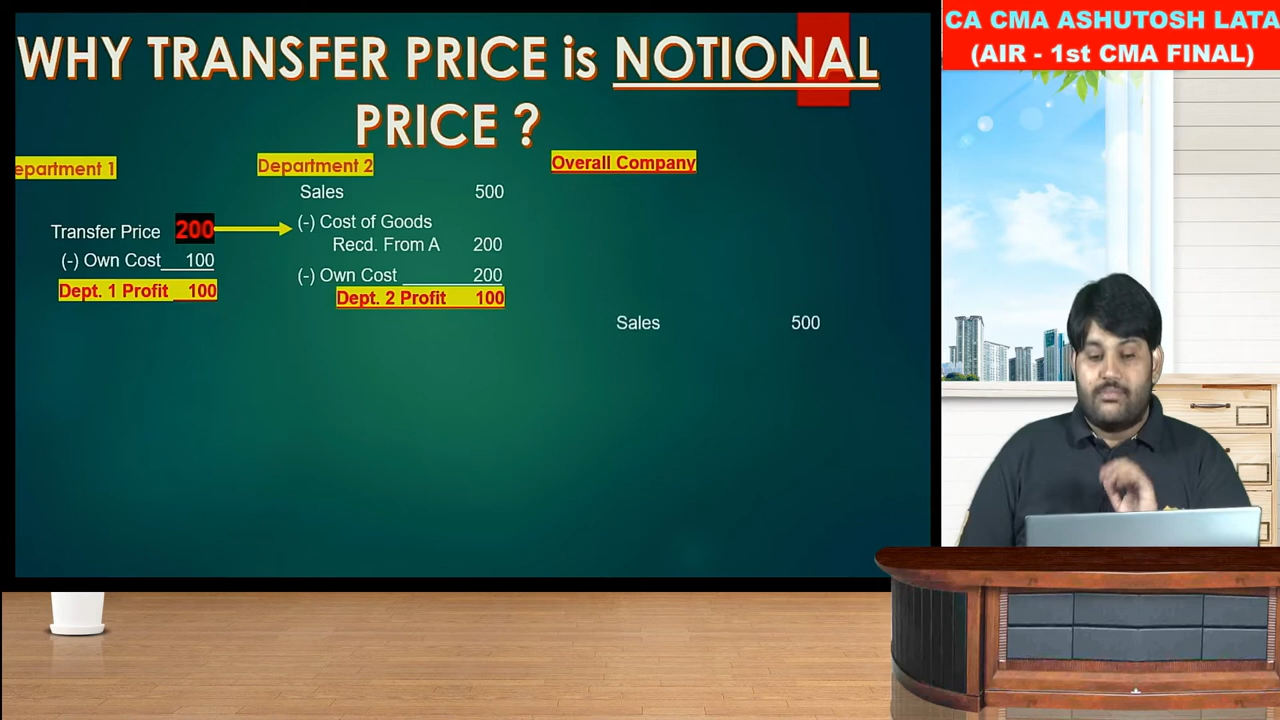 CA CMA ASHUTOSH LATA
(AIR - 1st CMA FINAL)
WHY TRANSFER PRICE is NOTIONAL
PRICE ?
epartment 1
Transfer Price 200
(-) Own Cost 100
Dept. 1 Profit 100
Department 2
Sales 500
(-) Cost of Goods
Recd. From A 200
(-) Own Cost 200
Dept. 2 Profit 100
Overall Company
Sales 500